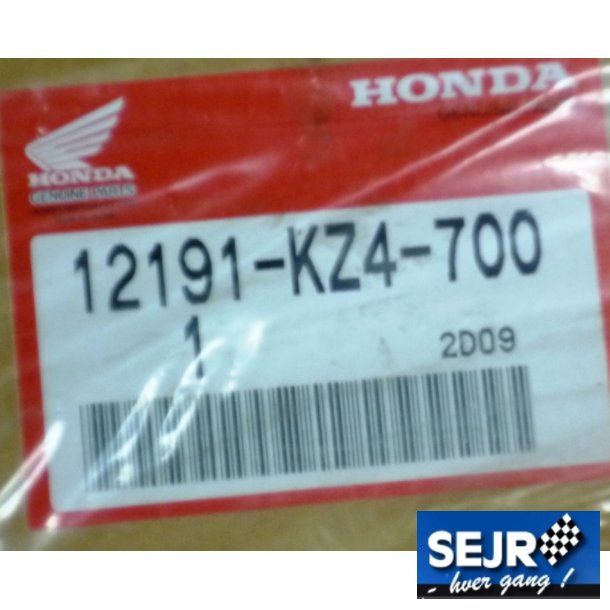 HONDA
HONDA
GENUINE PARTS
12191-KZ4-700
1
2D09
SEJR
- hver gang !